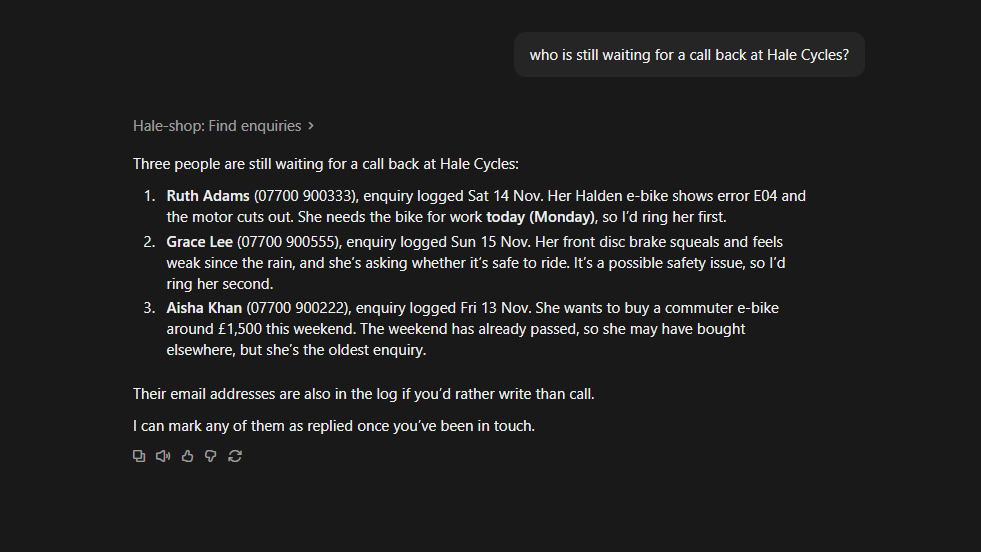 who is still waiting for a call back at Hale Cycles?
Hale-shop: Find enquiries >
Three people are still waiting for a call back at Hale Cycles:
1. Ruth Adams (07700 900333), enquiry logged Sat 14 Nov. Her Halden e-bike shows error E04 and
the motor cuts out. She needs the bike for work today (Monday), so I’d ring her first.
2. Grace Lee (07700 900555), enquiry logged Sun 15 Nov. Her front disc brake squeals and feels
weak since the rain, and she’s asking whether it’s safe to ride. It’s a possible safety issue, so I’d
ring her second.
3. Aisha Khan (07700 900222), enquiry logged Fri 13 Nov. She wants to buy a commuter e-bike
around £1,500 this weekend. The weekend has already passed, so she may have bought
elsewhere, but she’s the oldest enquiry.
Their email addresses are also in the log if you’d rather write than call.
I can mark any of them as replied once you’ve been in touch.